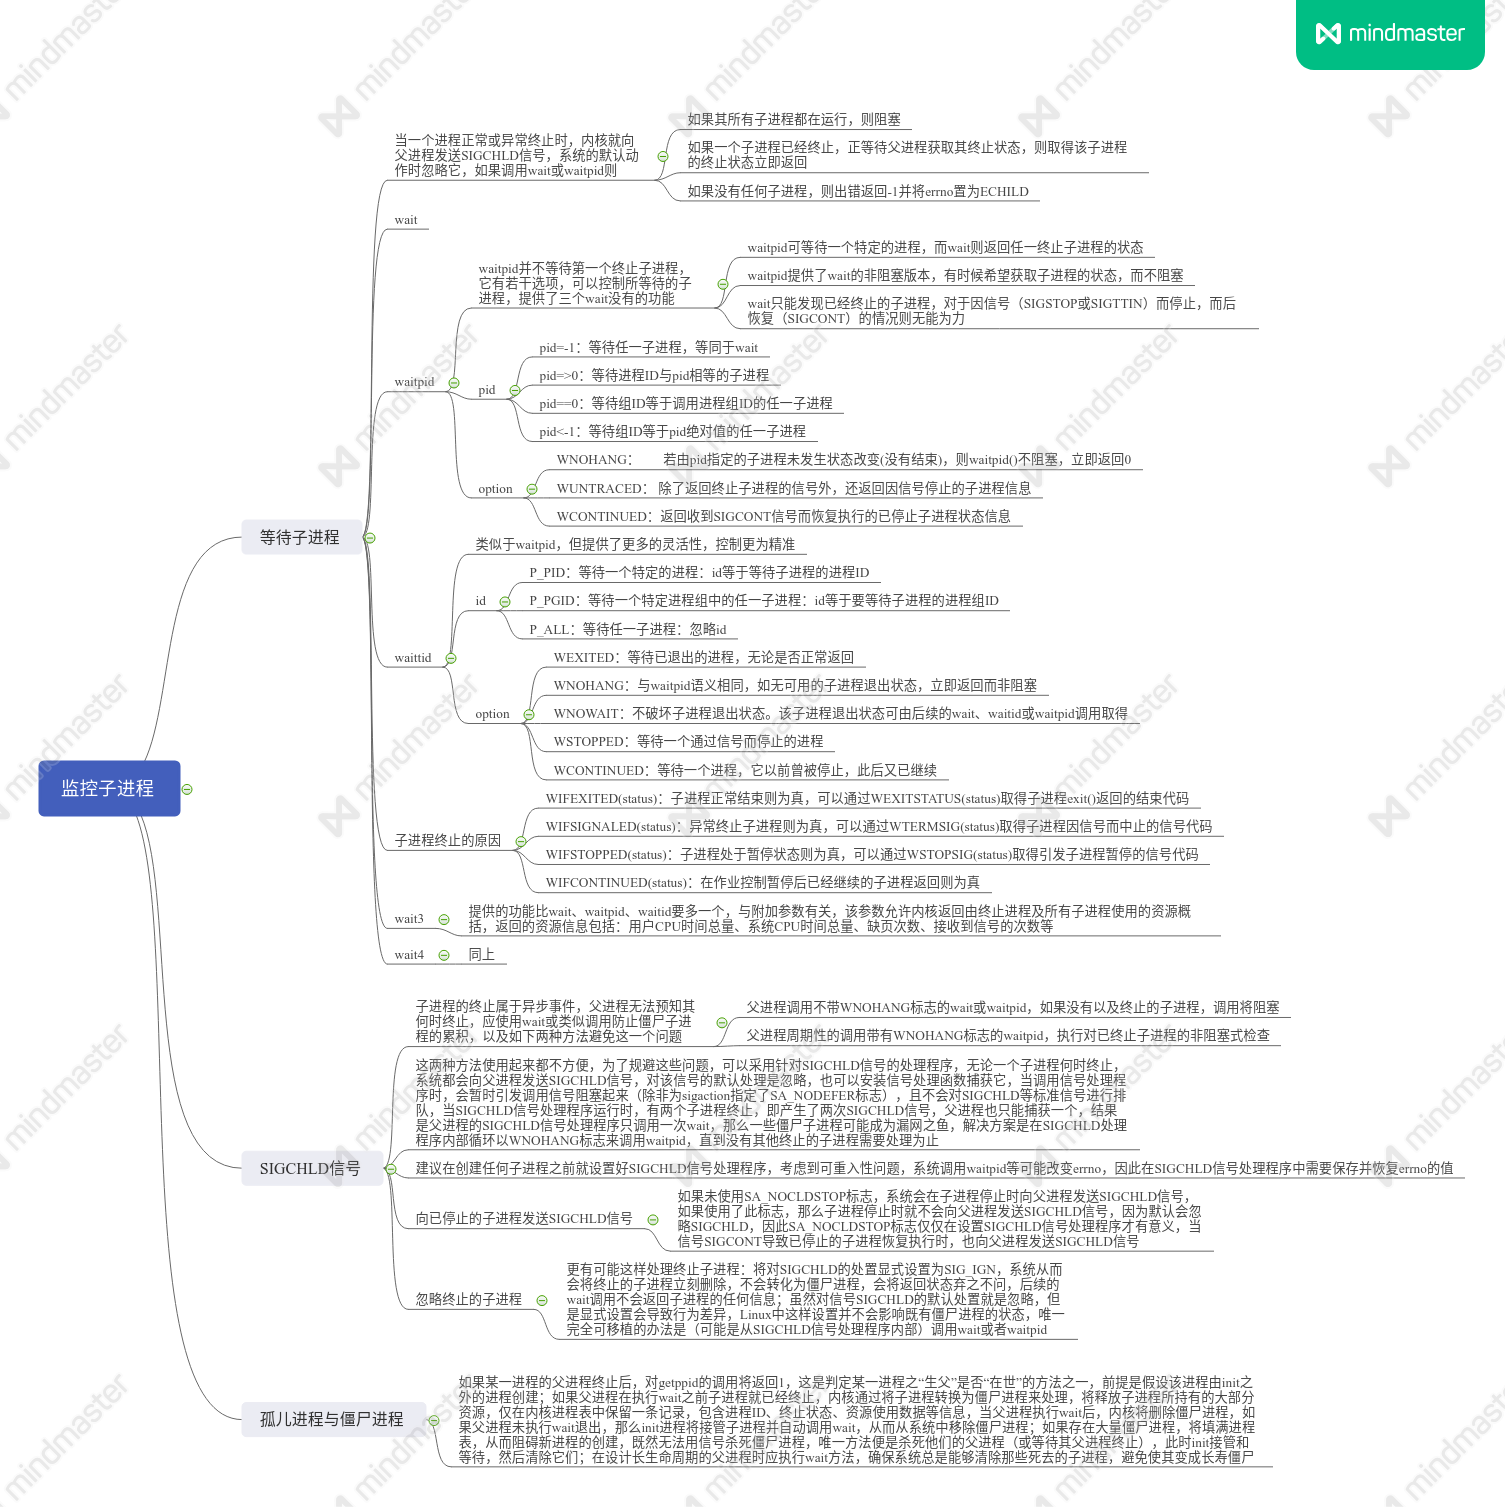 mindmaster
当一个进程正常或异常终止时，内核就向
父进程发送SIGCHLD信号，系统的默认动
作时忽略它，如果调用wait或waitpid则
如果其所有子进程都在运行，则阻塞
如果一个子进程已经终止，正等待父进程获取其终止状态，则取得该子进程
的终止状态立即返回
如果没有任何子进程，则出错返回-1并将errno置为ECHILD
wait
waitpid
waitpid并不等待第一个终止子进程，
它有若干选项，可以控制所等待的子
进程，提供了三个wait没有的功能
waitpid可等待一个特定的进程，而wait则返回任一终止子进程的状态
waitpid提供了wait的非阻塞版本，有时候希望获取子进程的状态，而不阻塞
wait只能发现已经终止的子进程，对于因信号（SIGSTOP或SIGTTIN）而停止，而后
恢复（SIGCONT）的情况则无能为力
pid
pid=-1：等待任一子进程，等同于wait
pid=>0：等待进程ID与pid相等的子进程
pid==0：等待组ID等于调用进程组ID的任一子进程
pid<-1：等待组ID等于pid绝对值的任一子进程
option
WNOHANG： 若由pid指定的子进程未发生状态改变(没有结束)，则waitpid()不阻塞，立即返回0
WUNTRACED： 除了返回终止子进程的信号外，还返回因信号停止的子进程信息
WCONTINUED：返回收到SIGCONT信号而恢复执行的已停止子进程状态信息
等待子进程
waittid
类似于waitpid，但提供了更多的灵活性，控制更为精准
id
P_PID：等待一个特定的进程：id等于等待子进程的进程ID
P_PGID：等待一个特定进程组中的任一子进程：id等于要等待子进程的进程组ID
P_ALL：等待任一子进程：忽略id
option
WEXITED：等待已退出的进程，无论是否正常返回
WNOHANG：与waitpid语义相同，如无可用的子进程退出状态，立即返回而非阻塞
WNOWAIT：不破坏子进程退出状态。该子进程退出状态可由后续的wait、waitid或waitpid调用取得
WSTOPPED：等待一个通过信号而停止的进程
WCONTINUED：等待一个进程，它以前曾被停止，此后又已继续
监控子进程
子进程终止的原因
WIFEXITED(status)：子进程正常结束则为真，可以通过WEXITSTATUS(status)取得子进程exit()返回的结束代码
WIFSIGNALED(status)：异常终止子进程则为真，可以通过WTERMSIG(status)取得子进程因信号而中止的信号代码
WIFSTOPPED(status)：子进程处于暂停状态则为真，可以通过WSTOPSIG(status)取得引发子进程暂停的信号代码
WIFCONTINUED(status)：在作业控制暂停后已经继续的子进程返回则为真
wait3
提供的功能比wait、waitpid、waitid要多一个，与附加参数有关，该参数允许内核返回由终止进程及所有子进程使用的资源概
括，返回的资源信息包括：用户CPU时间总量、系统CPU时间总量、缺页次数、接收到信号的次数等
wait4
同上
子进程的终止属于异步事件，父进程无法预知其
何时终止，应使用wait或类似调用防止僵尸子进
程的累积，以及如下两种方法避免这一个问题
父进程调用不带WNOHANG标志的wait或waitpid，如果没有以及终止的子进程，调用将阻塞
父进程周期性的调用带有WNOHANG标志的waitpid，执行对已终止子进程的非阻塞式检查
这两种方法使用起来都不方便，为了规避这些问题，可以采用针对SIGCHLD信号的处理程序，无论一个子进程何时终止，
系统都会向父进程发送SIGCHLD信号，对该信号的默认处理是忽略，也可以安装信号处理函数捕获它，当调用信号处理程
序时，会暂时引发调用信号阻塞起来（除非为sigaction指定了SA_NODEFER标志），且不会对SIGCHLD等标准信号进行排
队，当SIGCHLD信号处理程序运行时，有两个子进程终止，即产生了两次SIGCHLD信号，父进程也只能捕获一个，结果
是父进程的SIGCHLD信号处理程序只调用一次wait，那么一些僵尸子进程可能成为漏网之鱼，解决方案是在SIGCHLD处理
程序内部循环以WNOHANG标志来调用waitpid，直到没有其他终止的子进程需要处理为止
SIGCHLD信号
建议在创建任何子进程之前就设置好SIGCHLD信号处理程序，考虑到可重入性问题，系统调用waitpid等可能改变errno，因此在SIGCHLD信号处理程序中需要保存并恢复errno的值
向已停止的子进程发送SIGCHLD信号
如果未使用SA_NOCLDSTOP标志，系统会在子进程停止时向父进程发送SIGCHLD信号，
如果使用了此标志，那么子进程停止时就不会向父进程发送SIGCHLD信号，因为默认会忽
略SIGCHLD，因此SA_NOCLDSTOP标志仅仅在设置SIGCHLD信号处理程序才有意义，当
信号SIGCONT导致已停止的子进程恢复执行时，也向父进程发送SIGCHLD信号
忽略终止的子进程
更有可能这样处理终止子进程：将对SIGCHLD的处置显式设置为SIG_IGN，系统从而
会将终止的子进程立刻删除，不会转化为僵尸进程，会将返回状态弃之不问，后续的
wait调用不会返回子进程的任何信息；虽然对信号SIGCHLD的默认处置就是忽略，但
是显式设置会导致行为差异，Linux中这样设置并不会影响既有僵尸进程的状态，唯一
完全可移植的办法是（可能是从SIGCHLD信号处理程序内部）调用wait或者waitpid
孤儿进程与僵尸进程
如果某一进程的父进程终止后，对getppid的调用将返回1，这是判定某一进程之“生父”是否“在世”的方法之一，前提是假设该进程由init之
外的进程创建；如果父进程在执行wait之前子进程就已经终止，内核通过将子进程转换为僵尸进程来处理，将释放子进程所持有的大部分
资源，仅在内核进程表中保留一条记录，包含进程ID、终止状态、资源使用数据等信息，当父进程执行wait后，内核将删除僵尸进程，如
果父进程未执行wait退出，那么init进程将接管子进程并自动调用wait，从而从系统中移除僵尸进程；如果存在大量僵尸进程，将填满进程
表，从而阻碍新进程的创建，既然无法用信号杀死僵尸进程，唯一方法便是杀死他们的父进程（或等待其父进程终止），此时init接管和
等待，然后清除它们；在设计长生命周期的父进程时应执行wait方法，确保系统总是能够清除那些死去的子进程，避免使其变成长寿僵尸